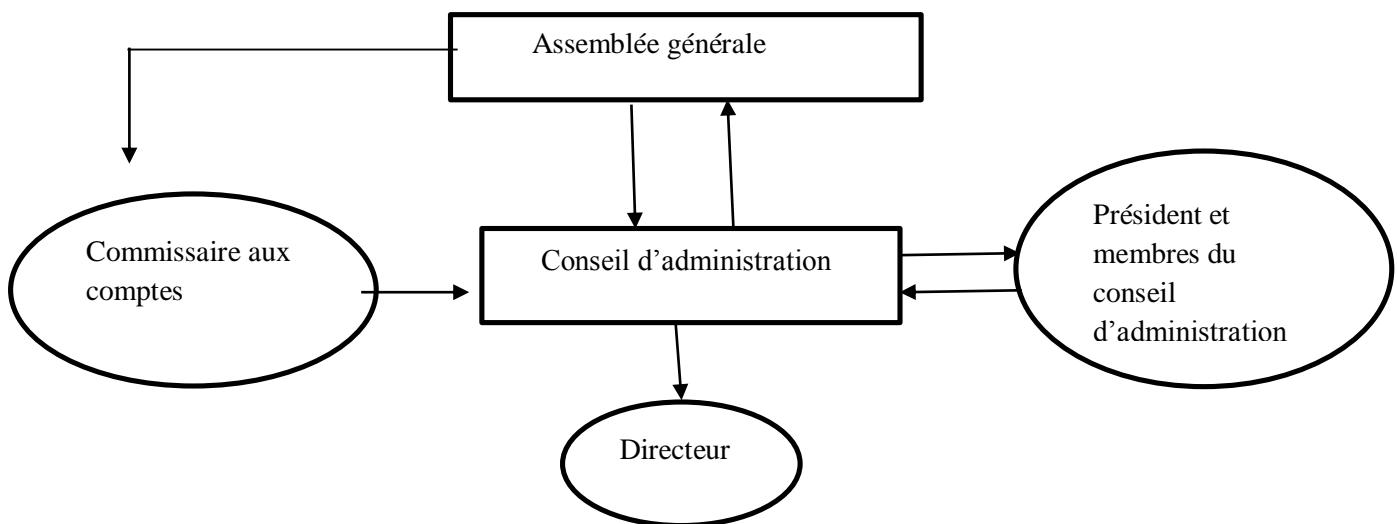 Assemblée générale
Commissaire aux
comptes
Conseil d’administration
Président et
membres du
conseil
d’administration
Directeur